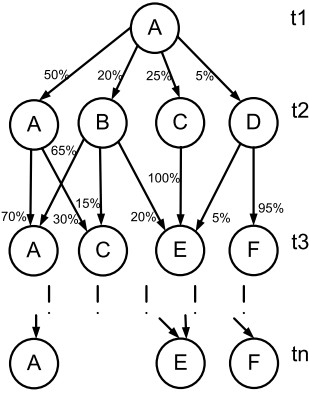 A t1
50% 20% 25% 5%
A B C D t2
65%
100%
70% 30% 15% 20% 5% 95%
A C E F t3
A E F tn